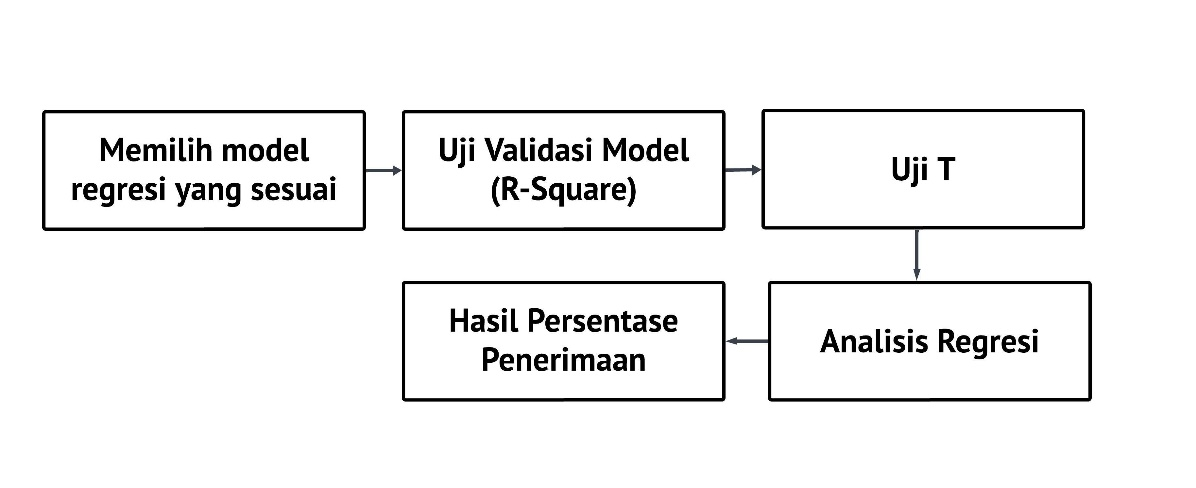 Memilih model
regresi yang sesuai
Uji Validasi Model
(R-Square)
Uji T
Analisis Regresi
Hasil Persentase
Penerimaan